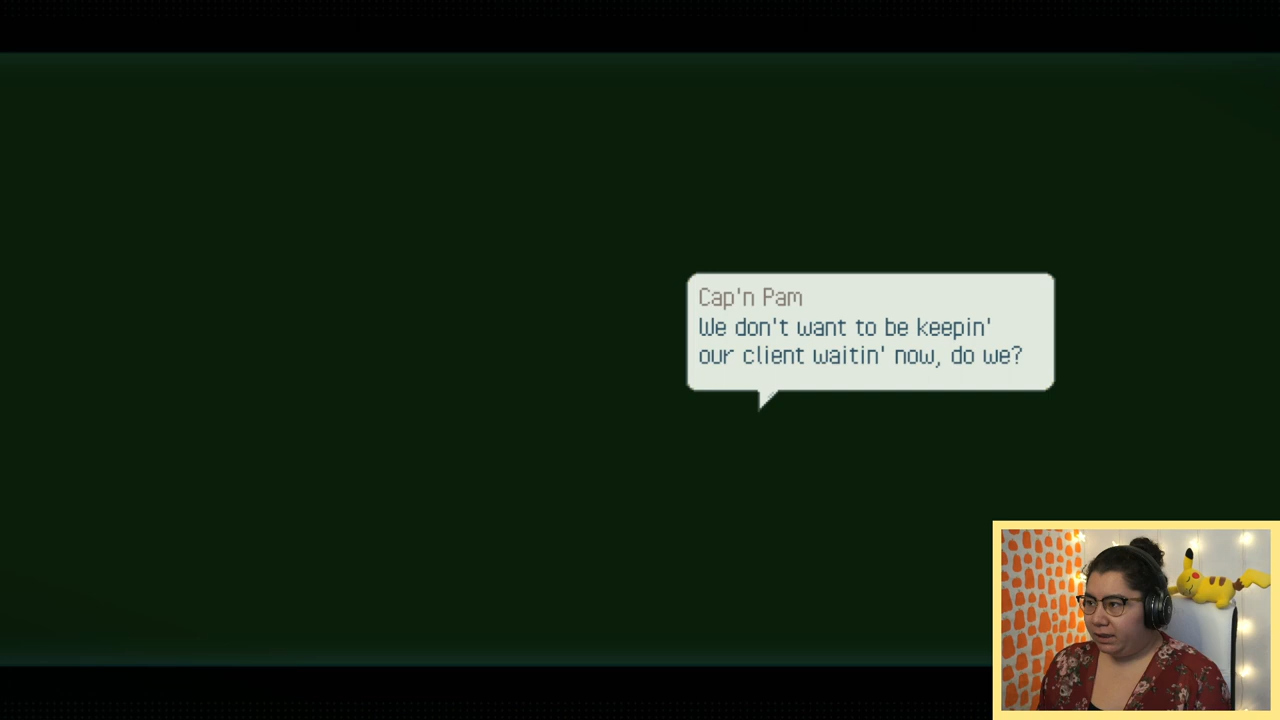 Cap'n Pam
We don't want to be keepin'
our client waitin' now, do we?